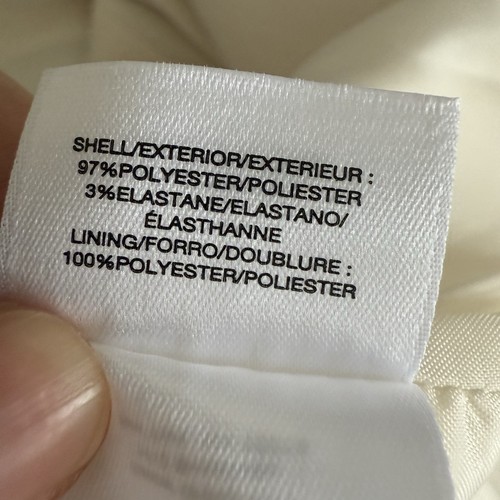 SHELL/EXTERIOR/EXTERIEUR :
97%POLYESTER/POLIESTER
3%ELASTANE/ELASTANO/
ÉLASTHANNE
LINING/FORRO/DOUBLURE :
100%POLYESTER/POLIESTER